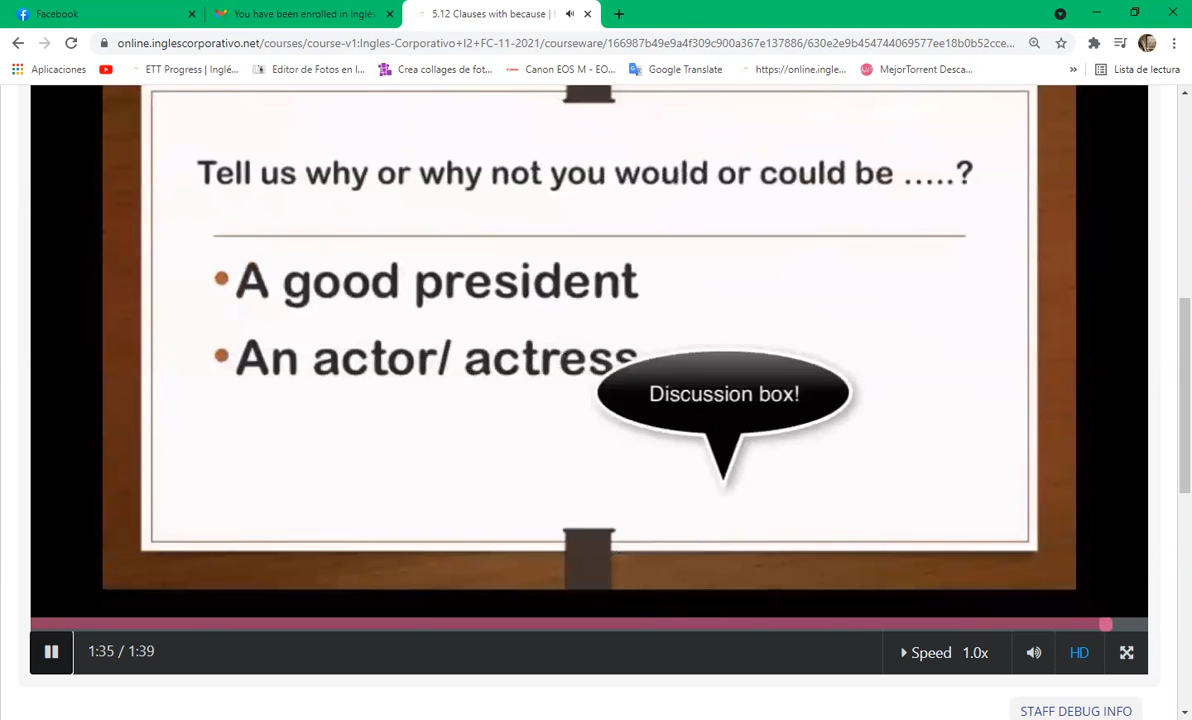 Facebook
You have been enrolled in Inglés
5.12 Clauses with because |
online.inglescorporativo.net/courses/course-v1:Ingles-Corporativo+I2+FC-11-2021/courseware/166987b49e9a4f309c900a367e137886/630e2e9b454744069577ee18b0b52cce...
Aplicaciones
ETT Progress | Inglé...
Editor de Fotos en l...
Crea collages de fot...
Canon EOS M - EO...
Google Translate
https://online.ingle...
MejorTorrent Desca...
»
Lista de lectura
Tell us why or why not you would or could be .....?
•A good president
•An actor/ actress
Discussion box!
1:35 / 1:39
Speed 1.0x
HD
STAFF DEBUG INFO